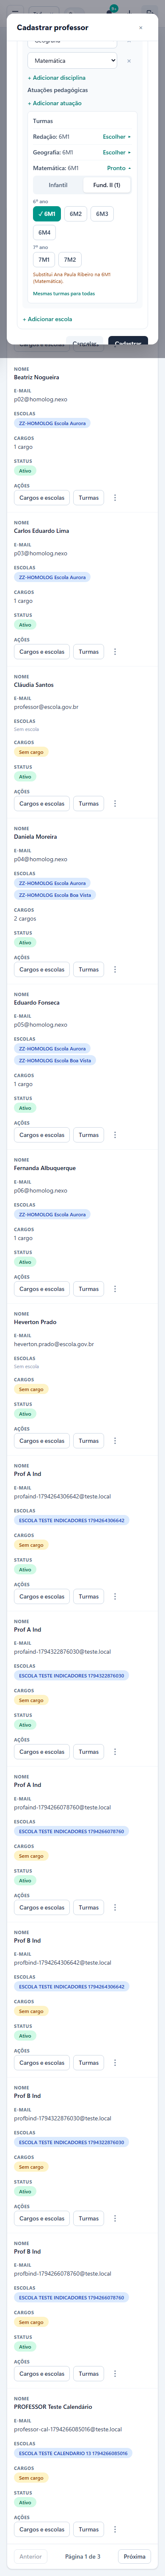 Cadastrar professor
×
Matemática
×
+ Adicionar disciplina
Atuações pedagógicas
+ Adicionar atuação
Turmas
Redação: 6M1
Escolher
Geografia: 6M1
Escolher
Matemática: 6M1
Pronto
Infantil
Fund. II (1)
6º ano
✓ 6M1
6M2
6M3
6M4
7º ano
7M1
7M2
Substitui Ana Paula Ribeiro na 6M1
(Matemática).
Mesmas turmas para todas
+ Adicionar escola
NOME
Beatriz Nogueira
E-MAIL
p02@homolog.nexo
ESCOLAS
ZZ-HOMOLOG Escola Aurora
CARGOS
1 cargo
STATUS
Ativo
AÇÕES
Cargos e escolas
Turmas
NOME
Carlos Eduardo Lima
E-MAIL
p03@homolog.nexo
ESCOLAS
ZZ-HOMOLOG Escola Aurora
CARGOS
1 cargo
STATUS
Ativo
AÇÕES
Cargos e escolas
Turmas
NOME
Cláudia Santos
E-MAIL
professor@escola.gov.br
ESCOLAS
Sem escola
CARGOS
Sem cargo
STATUS
Ativo
AÇÕES
Cargos e escolas
Turmas
NOME
Daniela Moreira
E-MAIL
p04@homolog.nexo
ESCOLAS
ZZ-HOMOLOG Escola Aurora
ZZ-HOMOLOG Escola Boa Vista
CARGOS
2 cargos
STATUS
Ativo
AÇÕES
Cargos e escolas
Turmas
NOME
Eduardo Fonseca
E-MAIL
p05@homolog.nexo
ESCOLAS
ZZ-HOMOLOG Escola Aurora
ZZ-HOMOLOG Escola Boa Vista
CARGOS
1 cargo
STATUS
Ativo
AÇÕES
Cargos e escolas
Turmas
NOME
Fernanda Albuquerque
E-MAIL
p06@homolog.nexo
ESCOLAS
ZZ-HOMOLOG Escola Aurora
CARGOS
1 cargo
STATUS
Ativo
AÇÕES
Cargos e escolas
Turmas
NOME
Heverton Prado
E-MAIL
heverton.prado@escola.gov.br
ESCOLAS
Sem escola
CARGOS
Sem cargo
STATUS
Ativo
AÇÕES
Cargos e escolas
Turmas
NOME
Prof A Ind
E-MAIL
profaind-1794264306642@teste.local
ESCOLAS
ESCOLA TESTE INDICADORES 1794264306642
CARGOS
Sem cargo
STATUS
Ativo
AÇÕES
Cargos e escolas
Turmas
NOME
Prof A Ind
E-MAIL
profaind-1794322876030@teste.local
ESCOLAS
ESCOLA TESTE INDICADORES 1794322876030
CARGOS
Sem cargo
STATUS
Ativo
AÇÕES
Cargos e escolas
Turmas
NOME
Prof A Ind
E-MAIL
profaind-1794266078760@teste.local
ESCOLAS
ESCOLA TESTE INDICADORES 1794266078760
CARGOS
Sem cargo
STATUS
Ativo
AÇÕES
Cargos e escolas
Turmas
NOME
Prof B Ind
E-MAIL
profbind-1794264306642@teste.local
ESCOLAS
ESCOLA TESTE INDICADORES 1794264306642
CARGOS
Sem cargo
STATUS
Ativo
AÇÕES
Cargos e escolas
Turmas
NOME
Prof B Ind
E-MAIL
profbind-1794322876030@teste.local
ESCOLAS
ESCOLA TESTE INDICADORES 1794322876030
CARGOS
Sem cargo
STATUS
Ativo
AÇÕES
Cargos e escolas
Turmas
NOME
Prof B Ind
E-MAIL
profbind-1794266078760@teste.local
ESCOLAS
ESCOLA TESTE INDICADORES 1794266078760
CARGOS
Sem cargo
STATUS
Ativo
AÇÕES
Cargos e escolas
Turmas
NOME
PROFESSOR Teste Calendário
E-MAIL
professor-cal-1794266085016@teste.local
ESCOLAS
ESCOLA TESTE CALENDARIO 13 1794266085016
CARGOS
Sem cargo
STATUS
Ativo
AÇÕES
Cargos e escolas
Turmas
Anterior
Página 1 de 3
Próxima